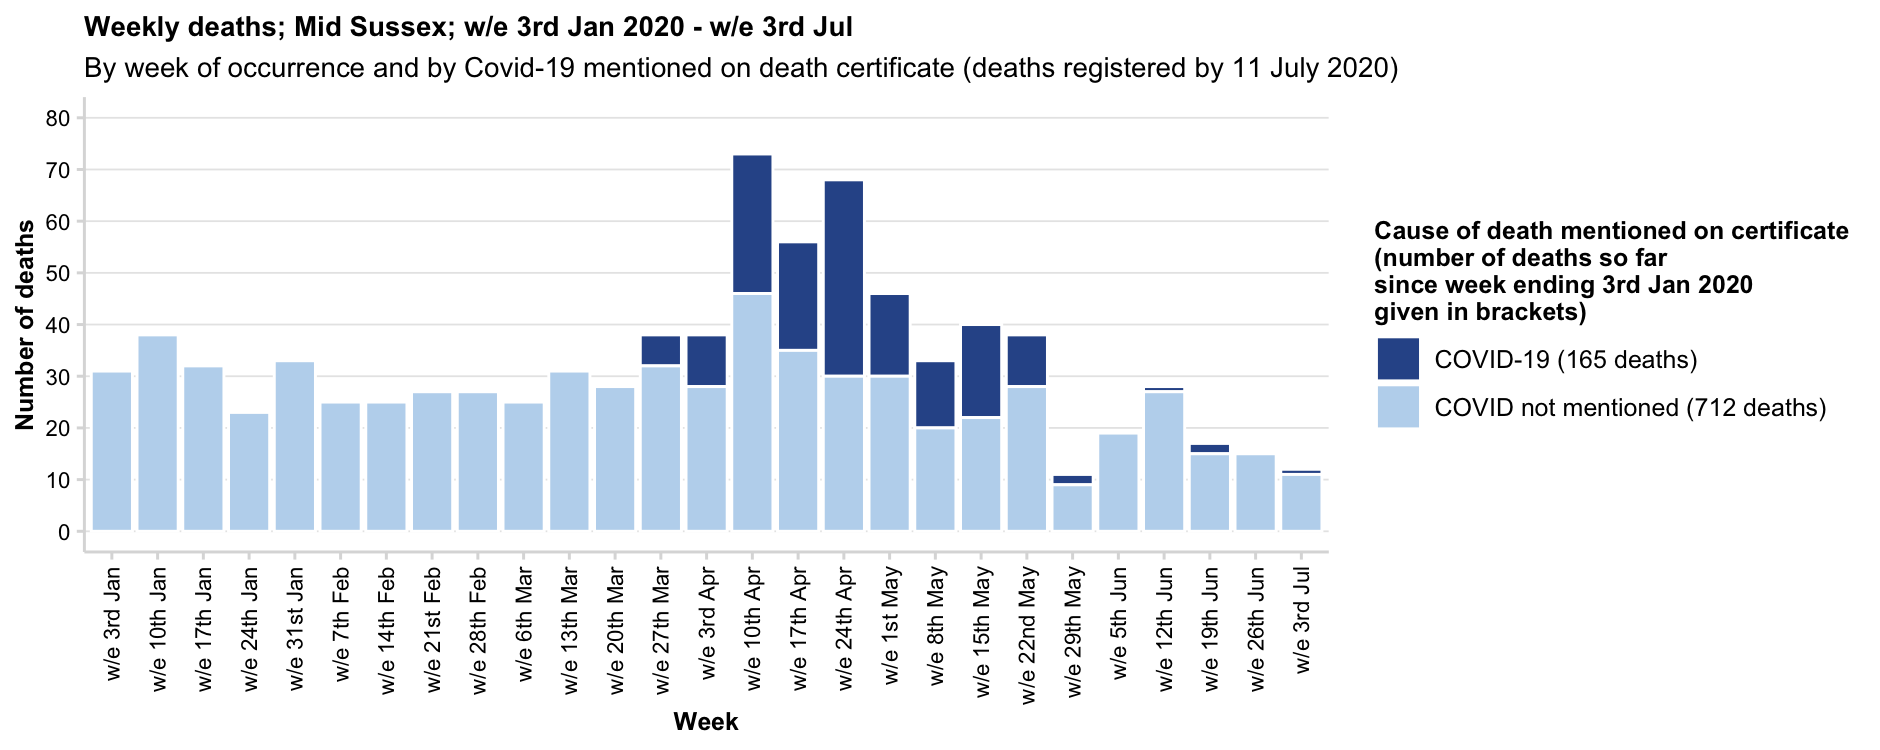 Weekly deaths; Mid Sussex; w/e 3rd Jan 2020 - w/e 3rd Jul
By week of occurrence and by Covid-19 mentioned on death certificate (deaths registered by 11 July 2020)
Number of deaths
80
70
60
50
40
30
20
10
0
w/e 3rd Jan
w/e 10th Jan
w/e 17th Jan
w/e 24th Jan
w/e 31st Jan
w/e 7th Feb
w/e 14th Feb
w/e 21st Feb
w/e 28th Feb
w/e 6th Mar
w/e 13th Mar
w/e 20th Mar
w/e 27th Mar
w/e 3rd Apr
w/e 10th Apr
w/e 17th Apr
w/e 24th Apr
w/e 1st May
w/e 8th May
w/e 15th May
w/e 22nd May
w/e 29th May
w/e 5th Jun
w/e 12th Jun
w/e 19th Jun
w/e 26th Jun
w/e 3rd Jul
Week
Cause of death mentioned on certificate
(number of deaths so far
since week ending 3rd Jan 2020
given in brackets)
COVID-19 (165 deaths)
COVID not mentioned (712 deaths)